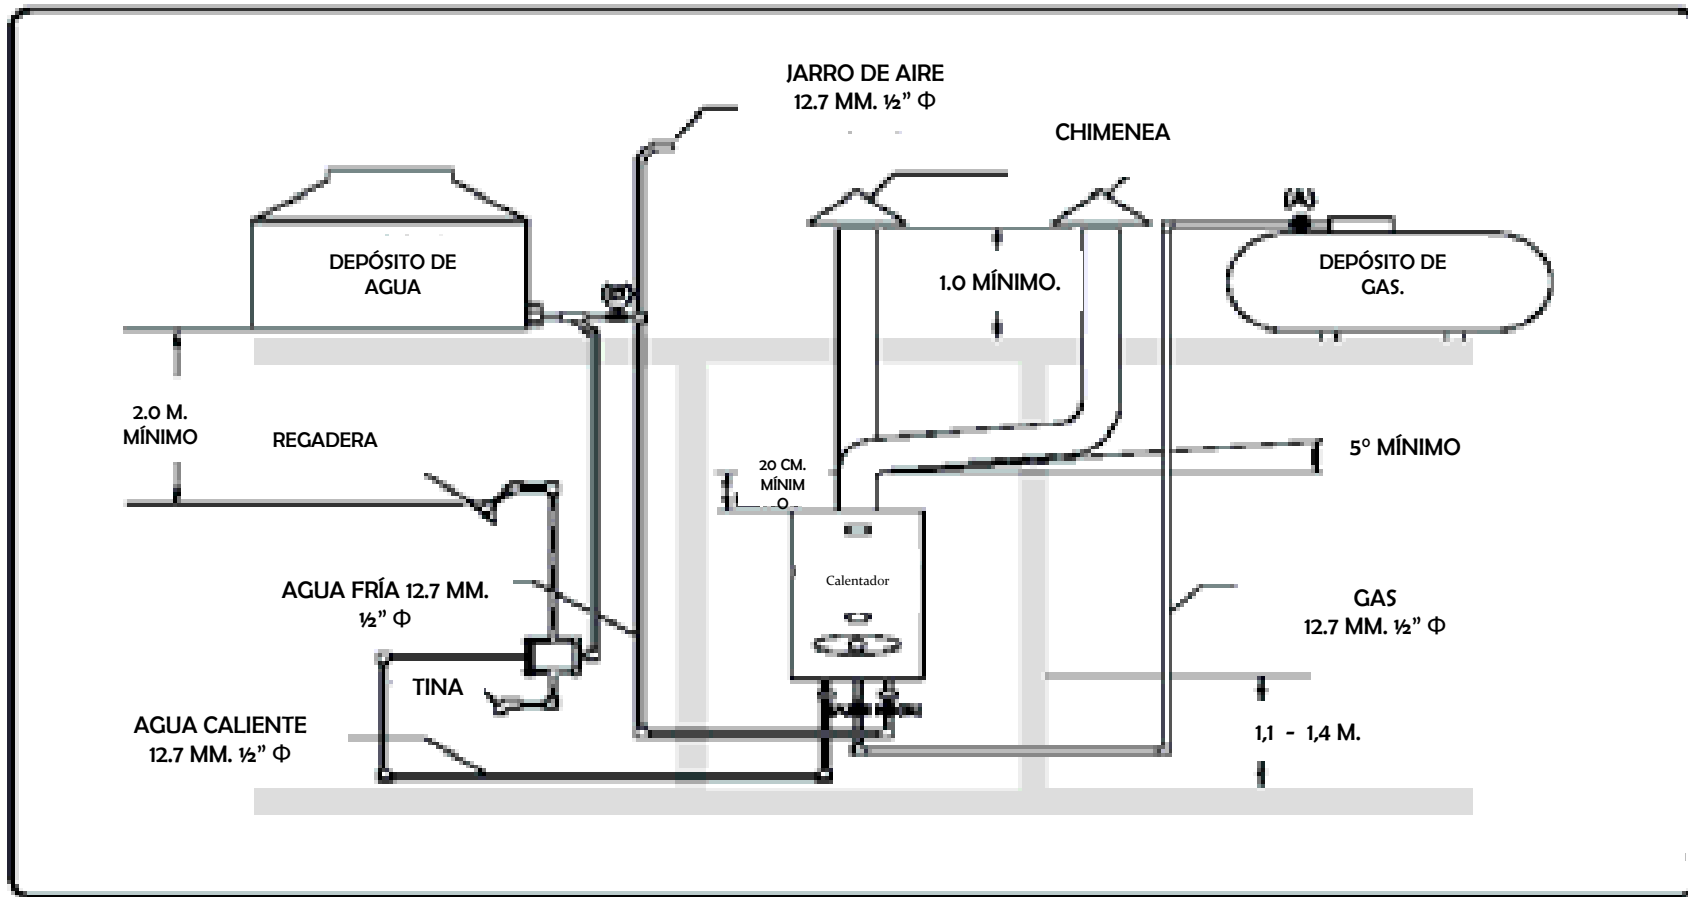 JARRO DE AIRE
12.7 MM. ½” Φ
CHIMENEA
(A)
DEPÓSITO DE
AGUA
1.0 MÍNIMO.
DEPÓSITO DE
GAS.
2.0 M.
MÍNIMO
REGADERA
20 CM.
MÍNIM
O
5° MÍNIMO
Calentador
AGUA FRÍA 12.7 MM.
½” Φ
GAS
12.7 MM. ½” Φ
TINA
AGUA CALIENTE
12.7 MM. ½” Φ
1,1 - 1,4 M.